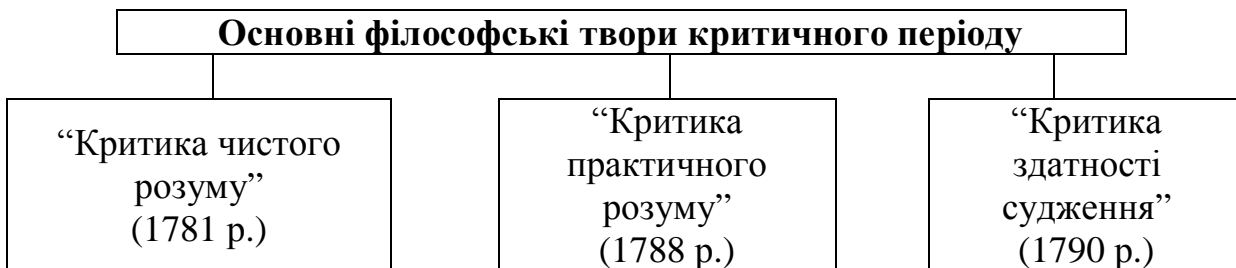 Основні філософські твори критичного періоду
“Критика чистого
розуму”
(1781 р.)
“Критика
практичного
розуму”
(1788 р.)
“Критика
здатності
судження”
(1790 р.)